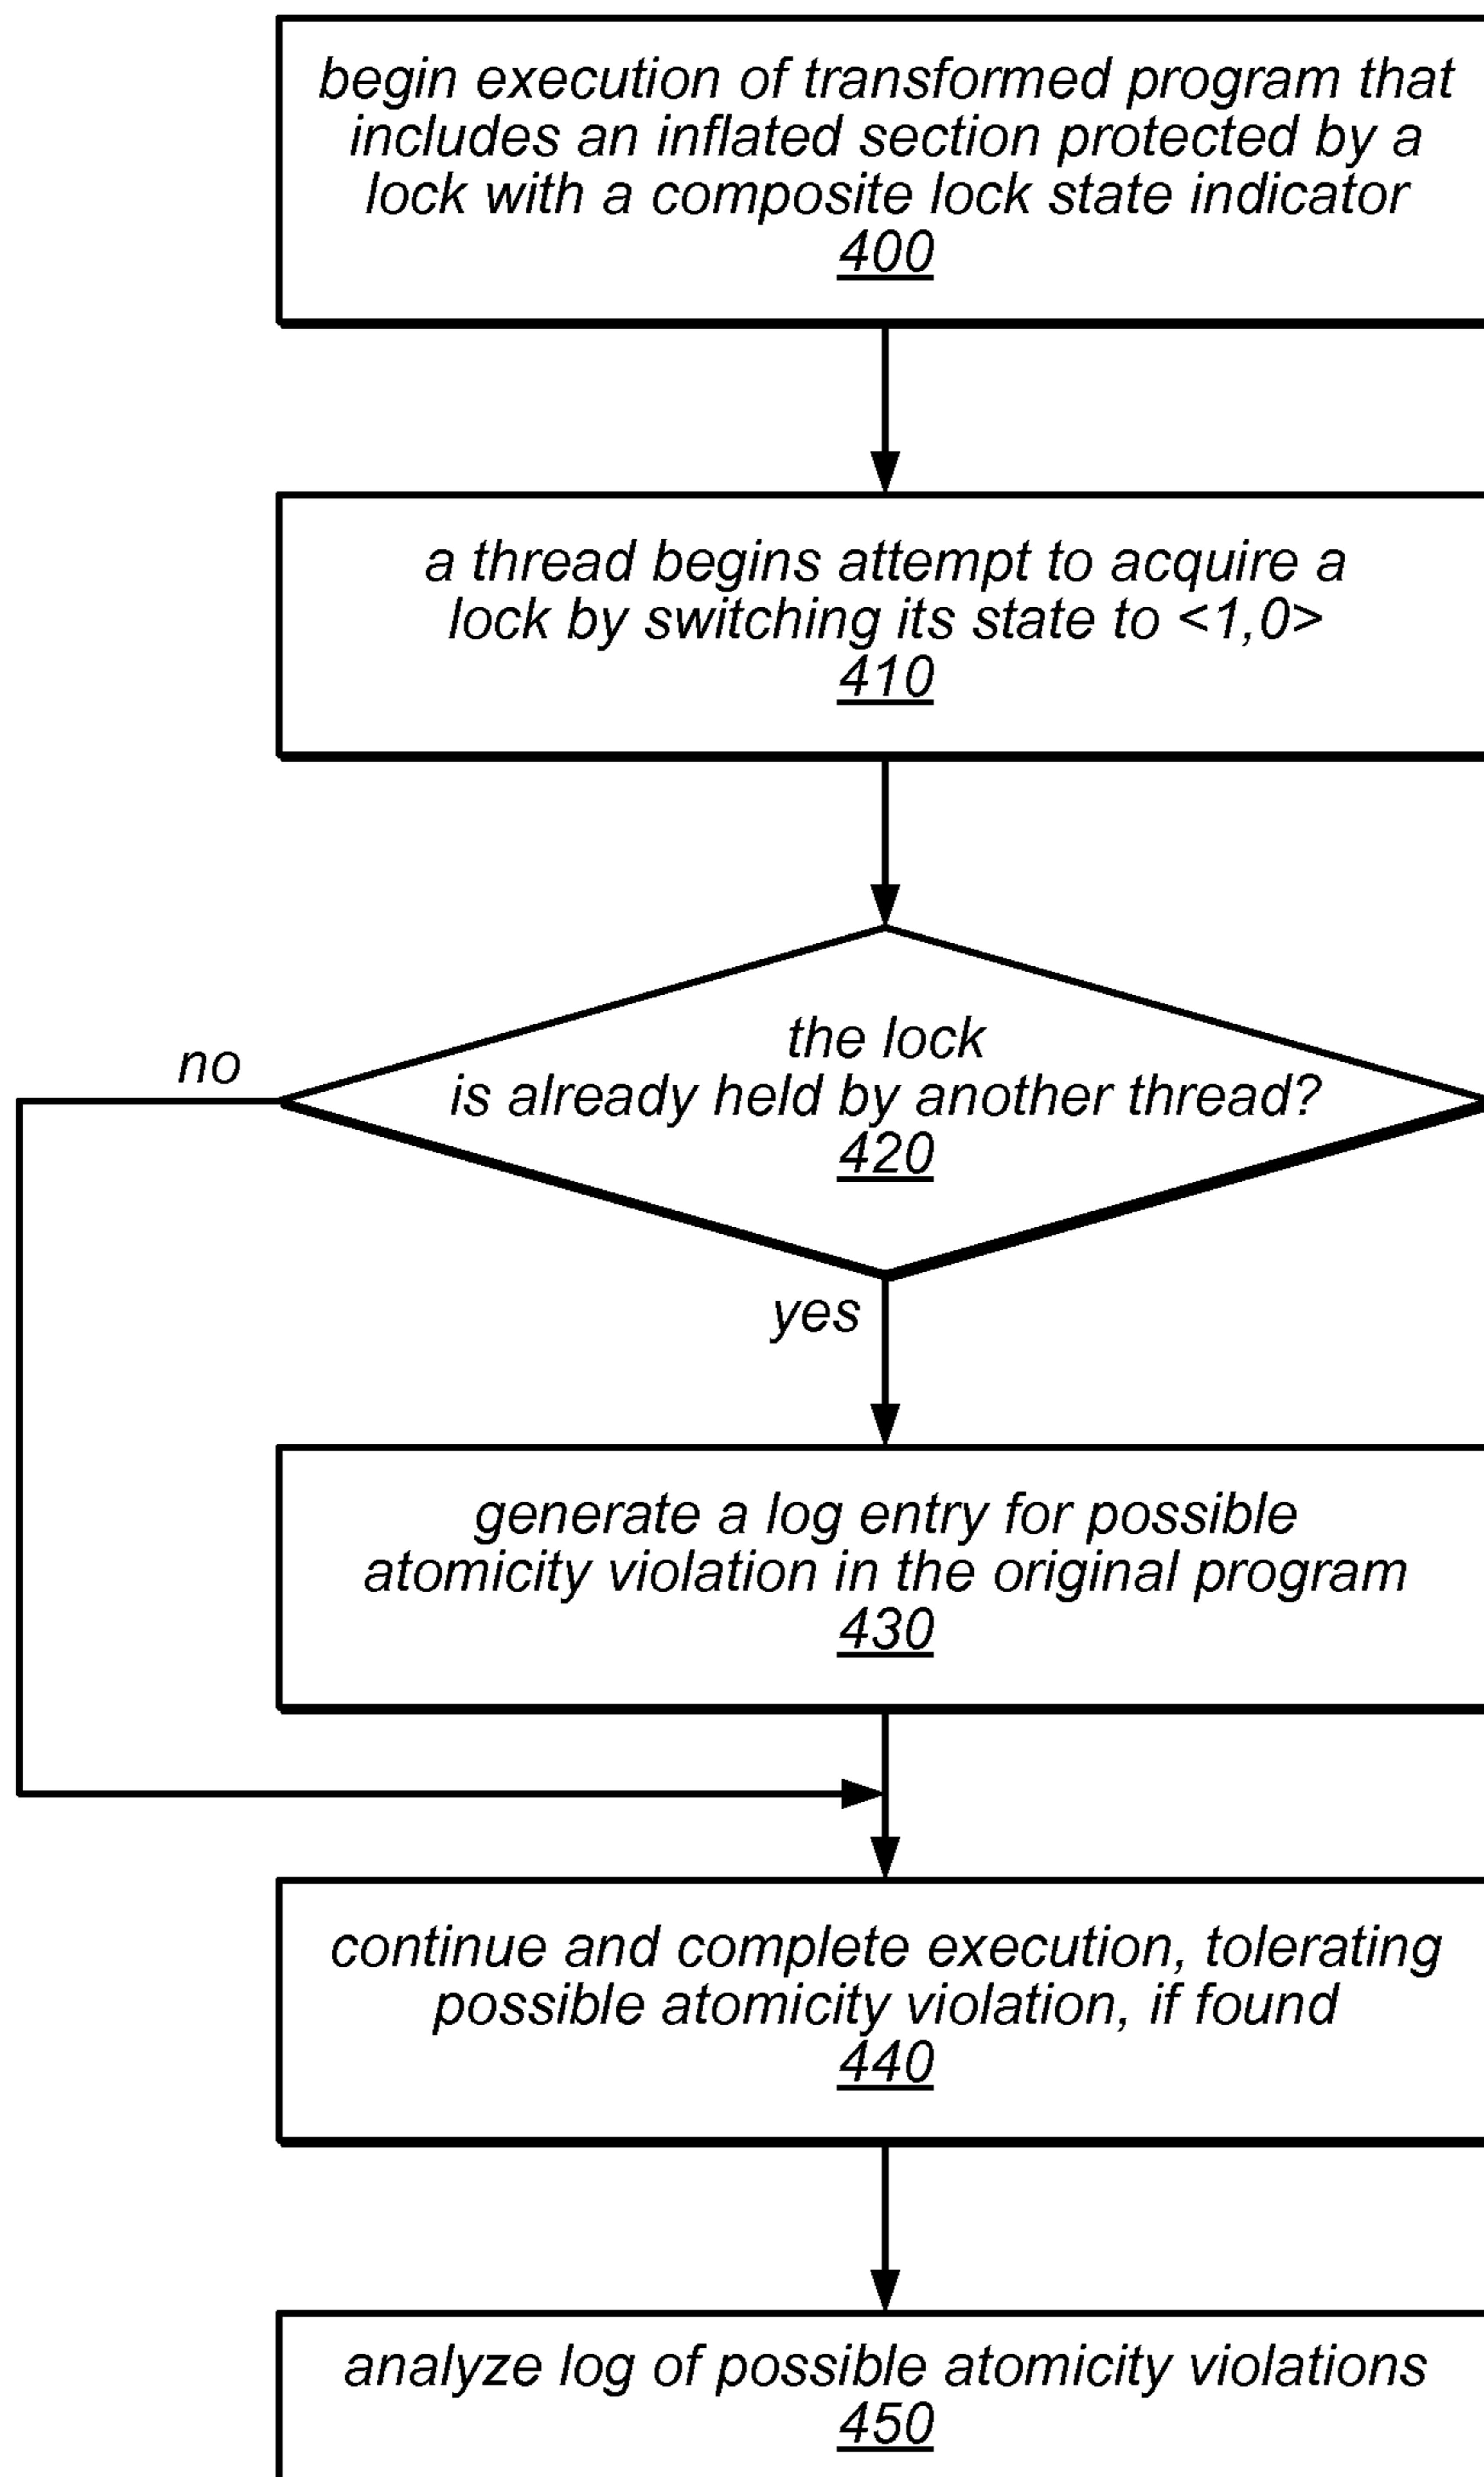 begin execution of transformed program that
includes an inflated section protected by a
lock with a composite lock state indicator
400
a thread begins attempt to acquire a
lock by switching its state to <1,0>
410
the lock
is already held by another thread?
420
no
yes
generate a log entry for possible
atomicity violation in the original program
430
continue and complete execution, tolerating
possible atomicity violation, if found
440
analyze log of possible atomicity violations
450